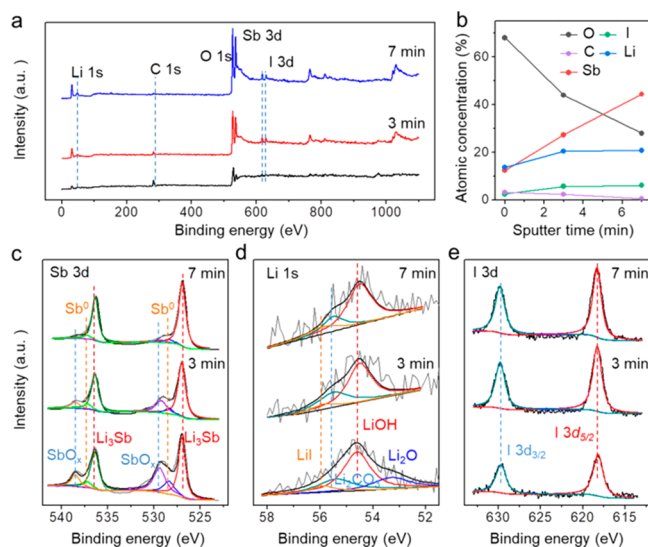 a
Sb 3d
O 1s
I 3d
7 min
Li 1s
C 1s
3 min
Intensity (a.u.)
0 200 400 600 800 1000
Binding energy (eV)
b
O
I
C
Li
Sb
Atomic concentration (%)
80
40
0
0 2 4 6
Sputter time (min)
c
Sb 3d
7 min
Sb⁰
Sb⁰
3 min
SbOₓ
Li₃Sb
SbOₓ
Li₃Sb
Intensity (a.u.)
540 535 530 525
Binding energy (eV)
d
Li 1s
7 min
3 min
LiOH
LiI
Li₂O
Intensity (a.u.)
58 56 54 52
Binding energy (eV)
e
I 3d
7 min
3 min
I 3d₅/₂
I 3d₃/₂
Intensity (a.u.)
630 625 620 615
Binding energy (eV)